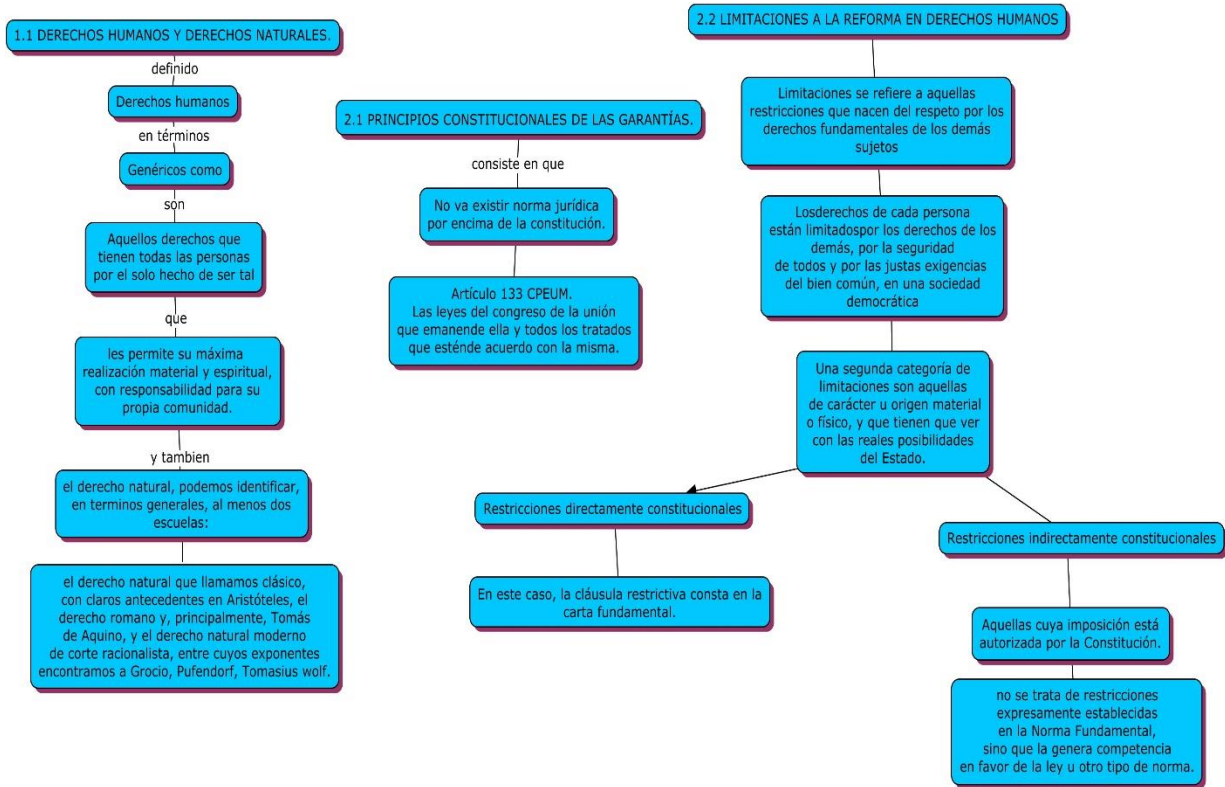 1.1 DERECHOS HUMANOS Y DERECHOS NATURALES.
definido
Derechos humanos
en términos
Genéricos como
son
Aquellos derechos que
tienen todas las personas
por el solo hecho de ser tal
que
les permite su máxima
realización material y espiritual,
con responsabilidad para su
propia comunidad.
y tambien
el derecho natural, podemos identificar,
en terminos generales, al menos dos
escuelas:
el derecho natural que llamamos clásico,
con claros antecedentes en Aristóteles, el
derecho romano y, principalmente, Tomás
de Aquino, y el derecho natural moderno
de corte racionalista, entre cuyos exponentes
encontramos a Grocio, Pufendorf, Tomasius wolf.
2.1 PRINCIPIOS CONSTITUCIONALES DE LAS GARANTÍAS.
consiste en que
No va existir norma jurídica
por encima de la constitución.
Artículo 133 CPEUM.
Las leyes del congreso de la unión
que emanende ella y todos los tratados
que esténde acuerdo con la misma.
2.2 LIMITACIONES A LA REFORMA EN DERECHOS HUMANOS
Limitaciones se refiere a aquellas
restricciones que nacen del respeto por los
derechos fundamentales de los demás
sujetos
Losderechos de cada persona
están limitadospor los derechos de los
demás, por la seguridad
de todos y por las justas exigencias
del bien común, en una sociedad
democrática
Una segunda categoría de
limitaciones son aquellas
de carácter u origen material
o físico, y que tienen que ver
con las reales posibilidades
del Estado.
Restricciones directamente constitucionales
En este caso, la cláusula restrictiva consta en la
carta fundamental.
Restricciones indirectamente constitucionales
Aquellas cuya imposición está
autorizada por la Constitución.
no se trata de restricciones
expresamente establecidas
en la Norma Fundamental,
sino que la genera competencia
en favor de la ley u otro tipo de norma.